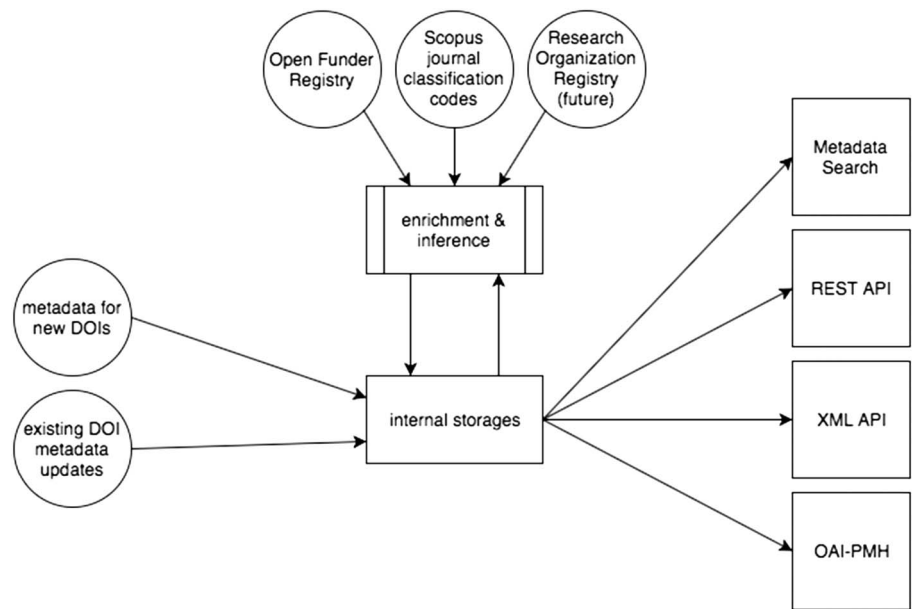 Open Funder
Registry
Scopus
journal
classification
codes
Research
Organization
Registry
(future)
Metadata
Search
enrichment &
inference
REST API
metadata for
new DOIs
internal storages
XML API
existing DOI
metadata
updates
OAI-PMH